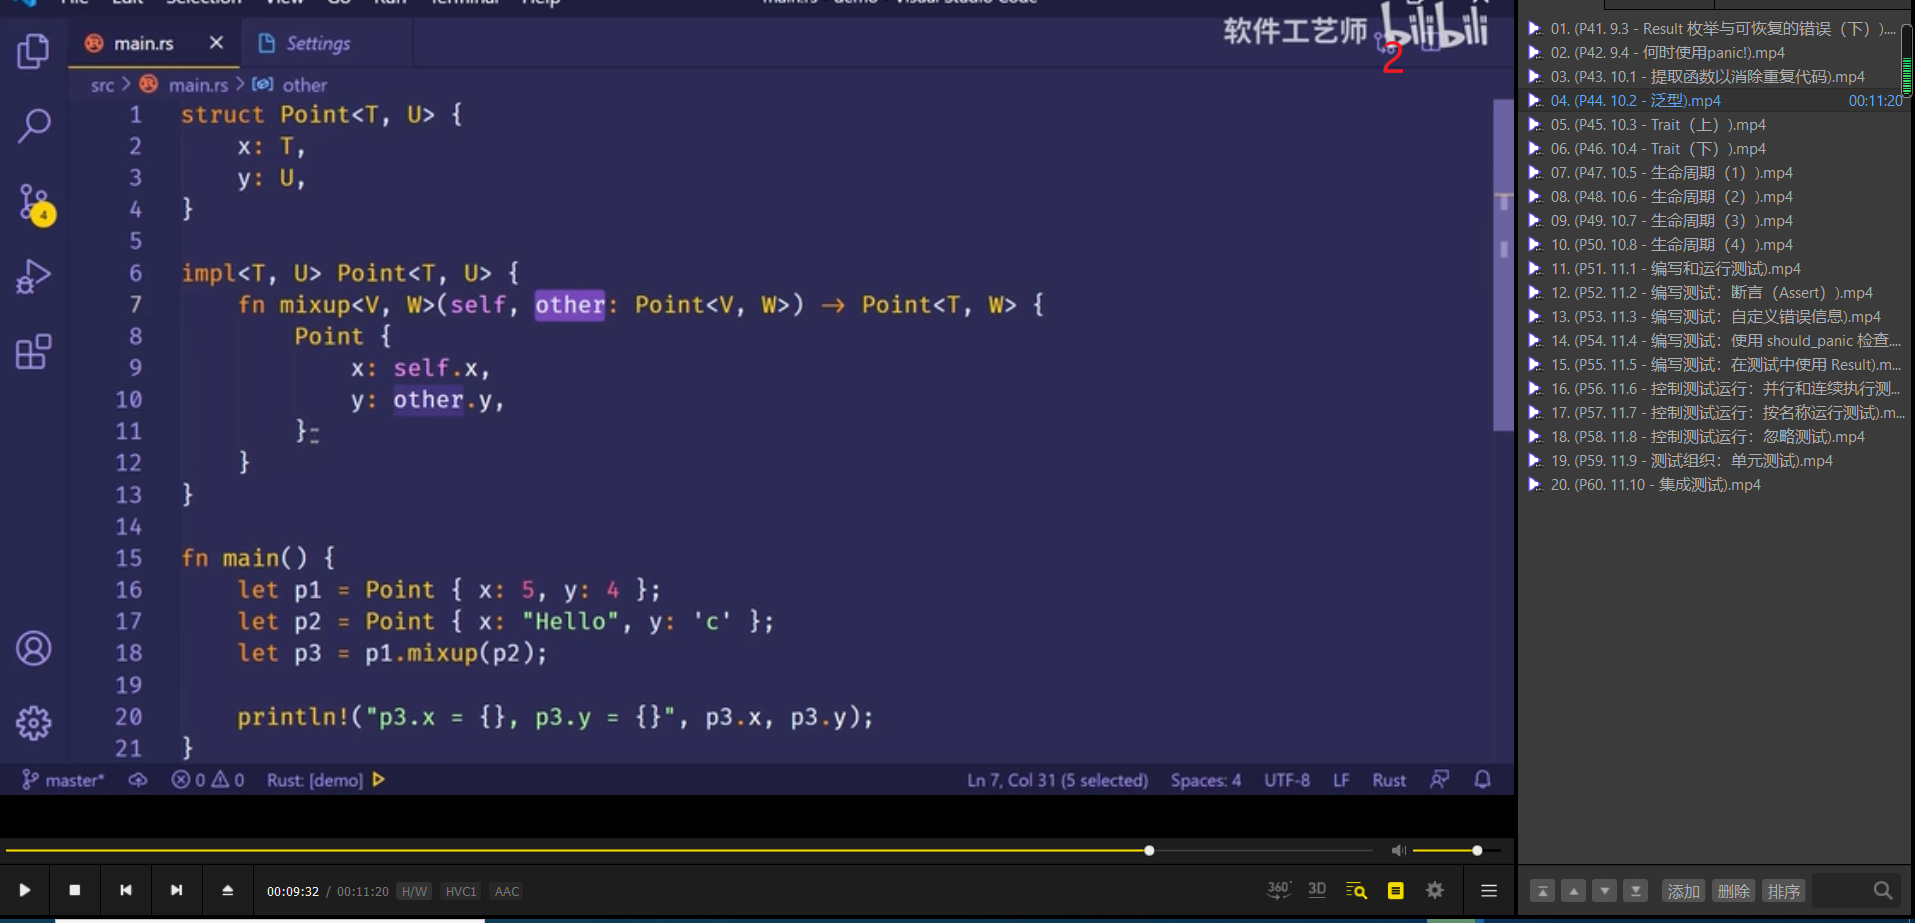 File Edit Selection View Go Run Terminal Help
main.rs - demo - Visual Studio Code
软件工艺师 bilibili
2
main.rs
Settings
src > main.rs > other
1 struct Point<T, U> {
2 x: T,
3 y: U,
4 }
5
6 impl<T, U> Point<T, U> {
7 fn mixup<V, W>(self, other: Point<V, W>) → Point<T, W> {
8 Point {
9 x: self.x,
10 y: other.y,
11 }
12 }
13 }
14
15 fn main() {
16 let p1 = Point { x: 5, y: 4 };
17 let p2 = Point { x: "Hello", y: 'c' };
18 let p3 = p1.mixup(p2);
19
20 println!("p3.x = {}, p3.y = {}", p3.x, p3.y);
21 }
4
master* 0 0 Rust: [demo] Ln 7, Col 31 (5 selected) Spaces: 4 UTF-8 LF Rust
00:09:32 / 00:11:20 H/W HVC1 AAC
360° 3D
01. (P41. 9.3 - Result 枚举与可恢复的错误（下）)....
02. (P42. 9.4 - 何时使用panic!).mp4
03. (P43. 10.1 - 提取函数以消除重复代码).mp4
04. (P44. 10.2 - 泛型).mp4 00:11:20
05. (P45. 10.3 - Trait（上）).mp4
06. (P46. 10.4 - Trait（下）).mp4
07. (P47. 10.5 - 生命周期（1）).mp4
08. (P48. 10.6 - 生命周期（2）).mp4
09. (P49. 10.7 - 生命周期（3）).mp4
10. (P50. 10.8 - 生命周期（4）).mp4
11. (P51. 11.1 - 编写和运行测试).mp4
12. (P52. 11.2 - 编写测试：断言（Assert）).mp4
13. (P53. 11.3 - 编写测试：自定义错误信息).mp4
14. (P54. 11.4 - 编写测试：使用 should_panic 检查....
15. (P55. 11.5 - 编写测试：在测试中使用 Result).m...
16. (P56. 11.6 - 控制测试运行：并行和连续执行测...
17. (P57. 11.7 - 控制测试运行：按名称运行测试).m...
18. (P58. 11.8 - 控制测试运行：忽略测试).mp4
19. (P59. 11.9 - 测试组织：单元测试).mp4
20. (P60. 11.10 - 集成测试).mp4
添加 删除 排序